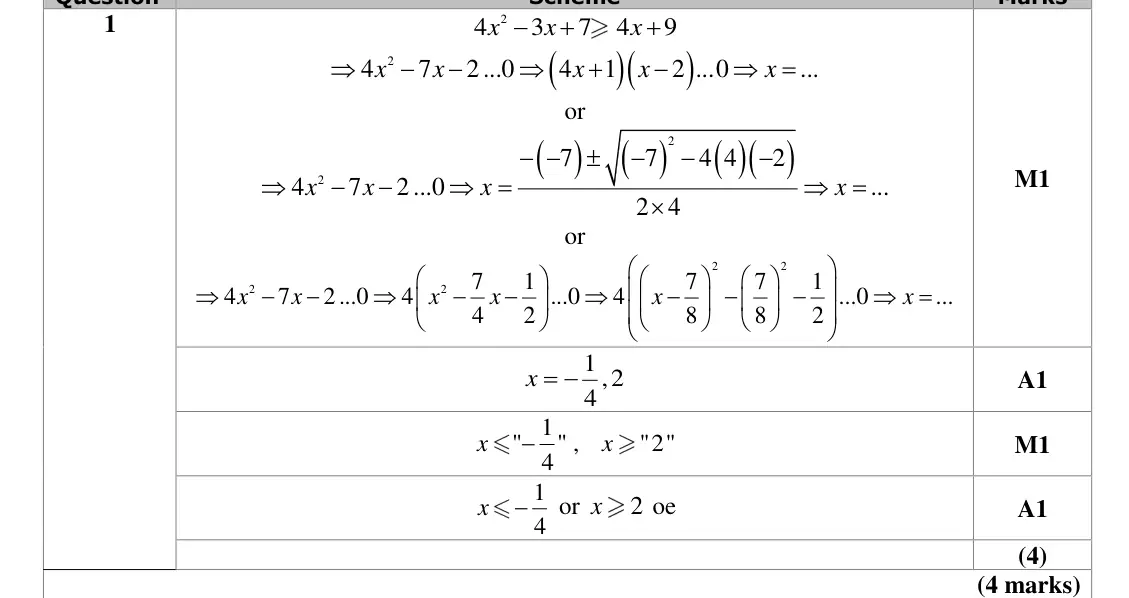 Question Scheme Marks
1
4x² − 3x + 7 ⩾ 4x + 9
⇒ 4x² − 7x − 2 ...0 ⇒ (4x + 1)(x − 2) ...0 ⇒ x = ...
or
⇒ 4x² − 7x − 2 ...0 ⇒ x = (−(−7) ± √((−7)² − 4(4)(−2))) / (2 × 4) ⇒ x = ...
or
⇒ 4x² − 7x − 2 ...0 ⇒ 4(x² − 7/4 x − 1/2) ...0 ⇒ 4((x − 7/8)² − (7/8)² − 1/2) ...0 ⇒ x = ...
M1
x = −1/4, 2 A1
x ⩽ "−1/4" , x ⩾ "2" M1
x ⩽ −1/4 or x ⩾ 2 oe A1
(4)
(4 marks)